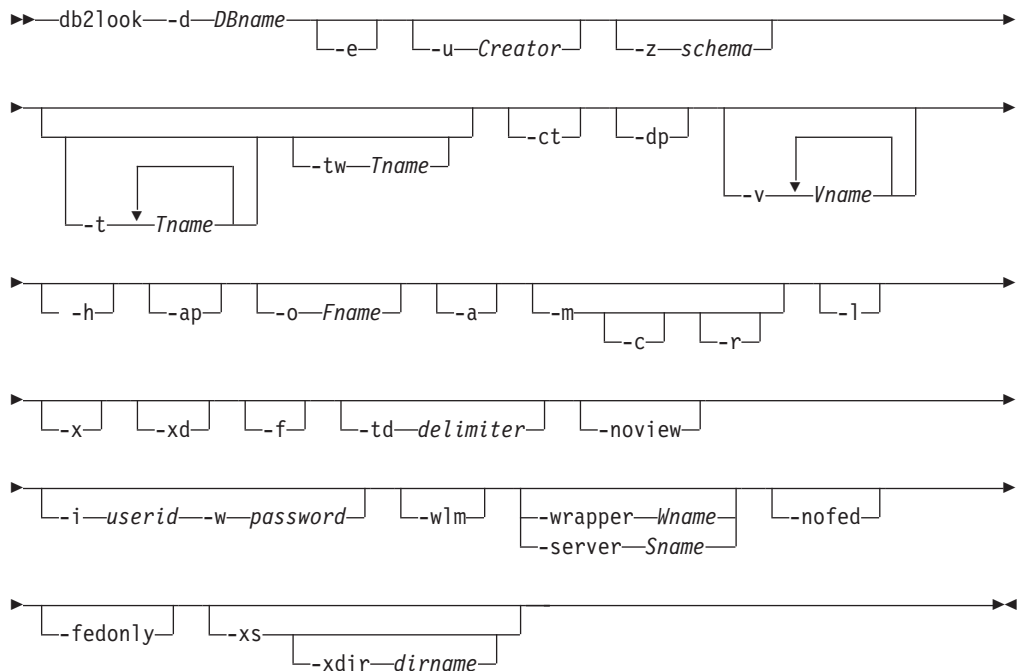 db2look -d DBname -e -u Creator -z schema
-t Tname -tw Tname -ct -dp -v Vname
-h -ap -o Fname -a -m -c -r -l
-x -xd -f -td delimiter -noview
-i userid -w password -wlm -wrapper Wname -nofed
-server Sname
-fedonly -xs
-xdir dirname